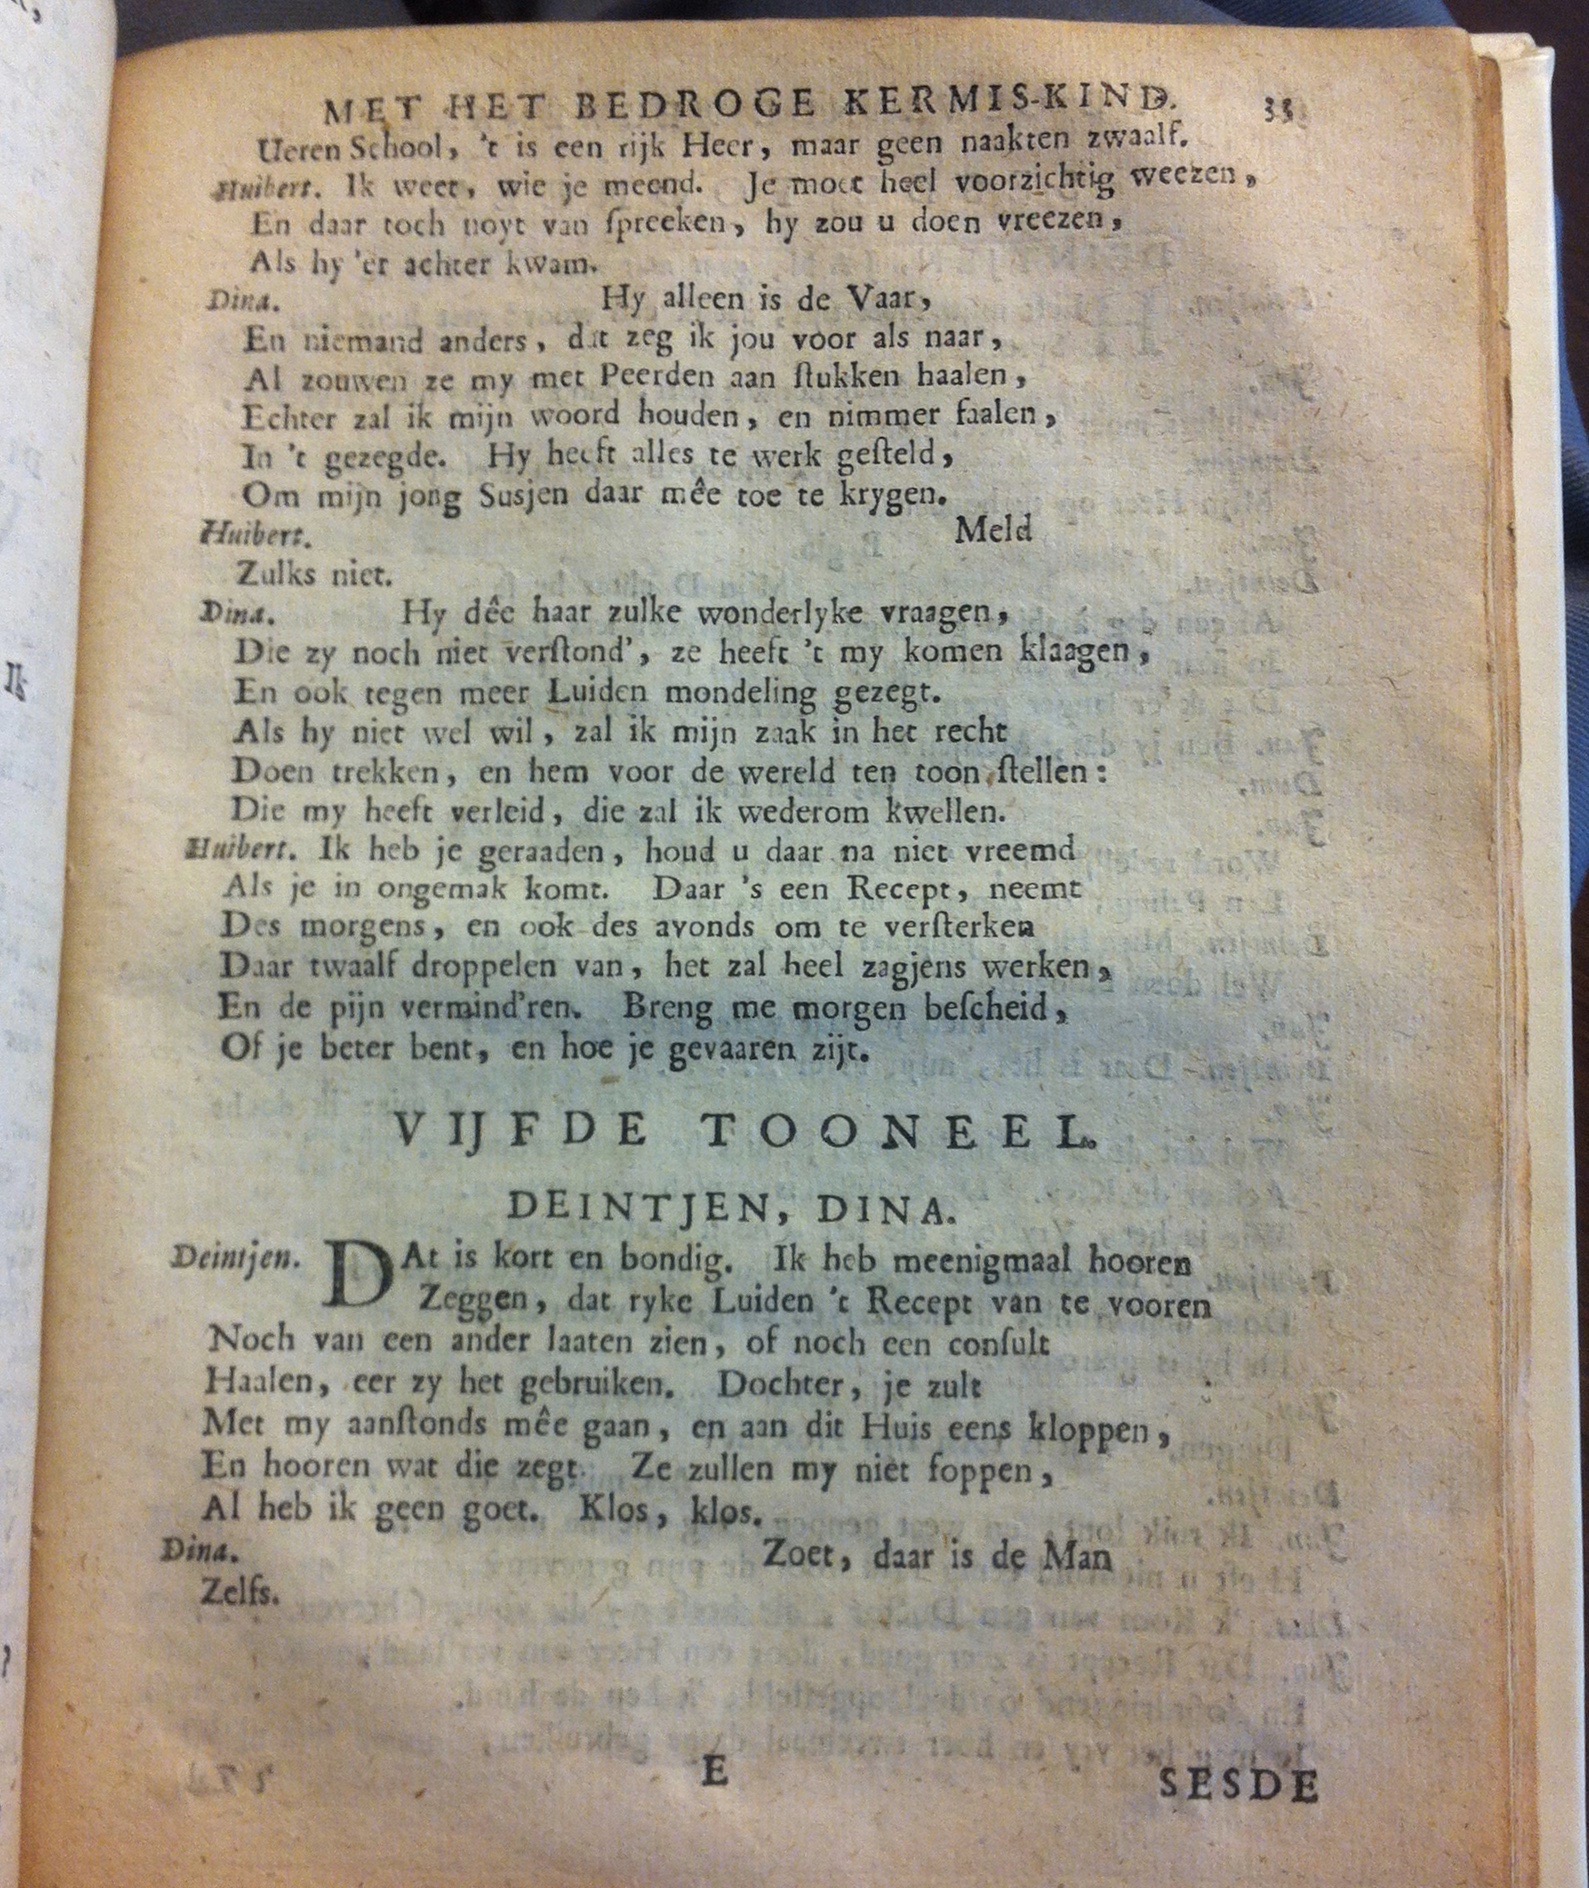 MET HET BEDROGE KERMIS-KIND. 33
Ueren School, 't is een rijk Heer, maar geen naakten zwaalf.
Huibert. Ik weet, wie je meend. Je moet heel voorzichtig weezen,
En daar toch noyt van ſpreeken, hy zou u doen vreezen,
Als hy 'er achter kwam.
Dina. Hy alleen is de Vaar,
En niemand anders, dat zeg ik jou voor als naar,
Al zouwen ze my met Peerden aan ſtukken haalen,
Echter zal ik mijn woord houden, en nimmer faalen,
In 't gezegde. Hy heeft alles te werk geſteld,
Om mijn jong Susjen daar mêe toe te krygen.
Huibert. Meld
Zulks niet.
Dina. Hy dêe haar zulke wonderlyke vraagen,
Die zy noch niet verſtond', ze heeft 't my komen klaagen,
En ook tegen meer Luiden mondeling gezegt.
Als hy niet wel wil, zal ik mijn zaak in het recht
Doen trekken, en hem voor de wereld ten toon ſtellen:
Die my heeft verleid, die zal ik wederom kwellen.
Huibert. Ik heb je geraaden, houd u daar na niet vreemd
Als je in ongemak komt. Daar 's een Recept, neemt
Des morgens, en ook des avonds om te verſterken
Daar twaalf droppelen van, het zal heel zagjens werken,
En de pijn vermind'ren. Breng me morgen beſcheid,
Of je beter bent, en hoe je gevaaren zijt.
VIJFDE TOONEEL.
DEINTJEN, DINA.
Deintjen. DAt is kort en bondig. Ik heb meenigmaal hooren
Zeggen, dat ryke Luiden 't Recept van te vooren
Noch van een ander laaten zien, of noch een conſult
Haalen, eer zy het gebruiken. Dochter, je zult
Met my aanſtonds mêe gaan, en aan dit Huis eens kloppen,
En hooren wat die zegt. Ze zullen my niet foppen,
Al heb ik geen goet. Klos, klos.
Dina. Zoet, daar is de Man
Zelfs.
E SESDE